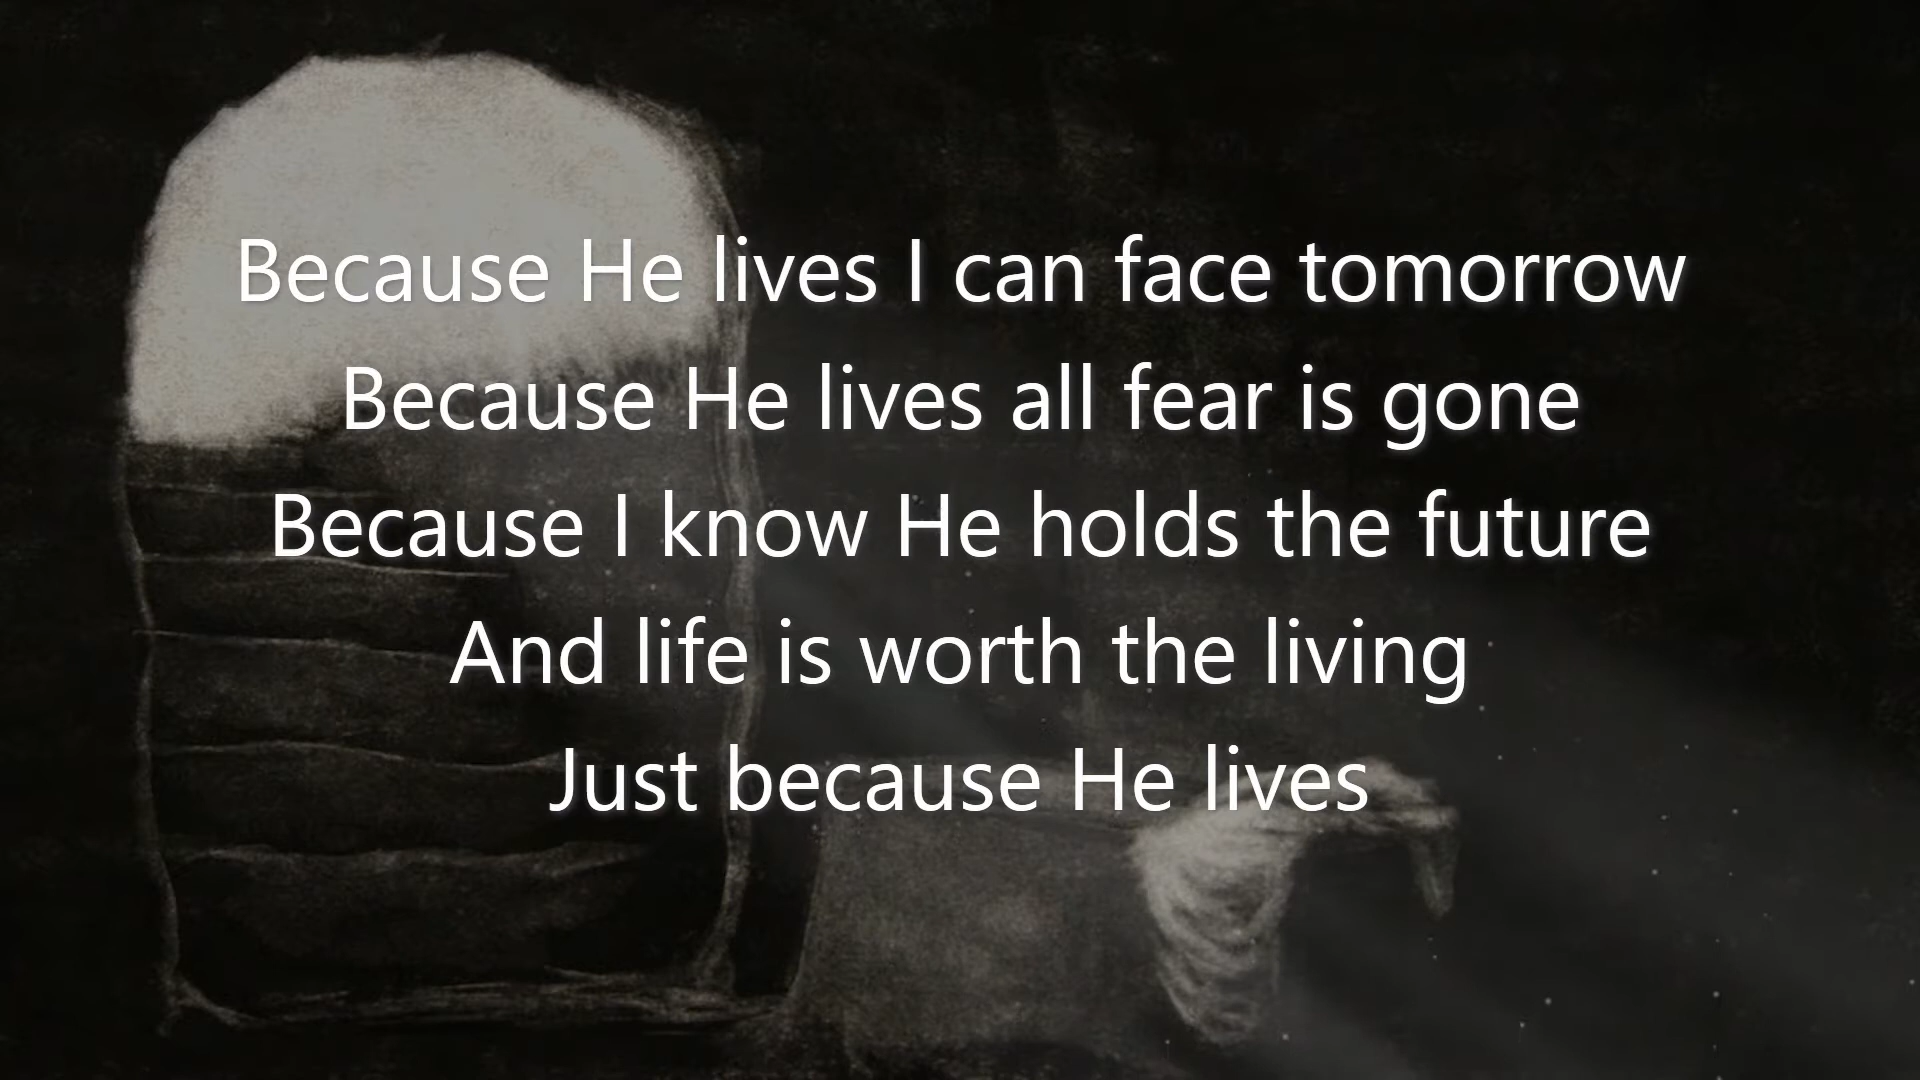 Because He lives I can face tomorrow
Because He lives all fear is gone
Because I know He holds the future
And life is worth the living
Just because He lives